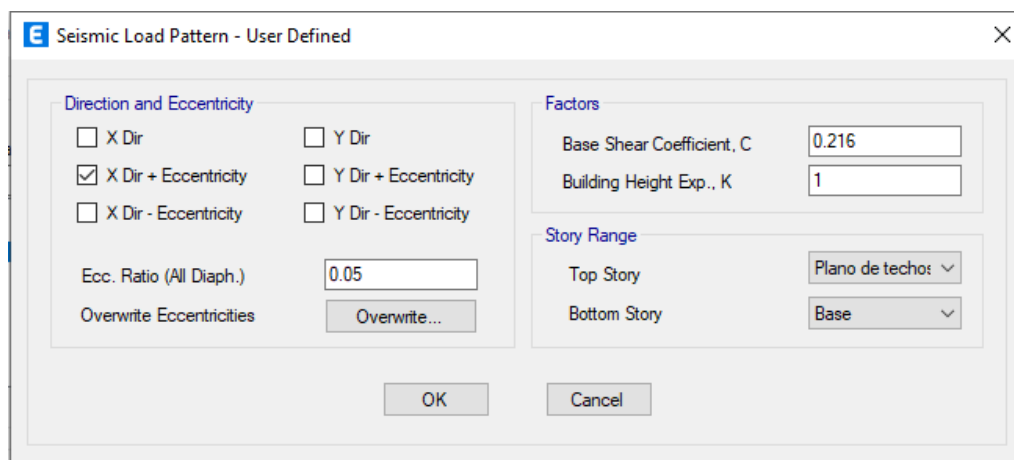 E Seismic Load Pattern - User Defined
Direction and Eccentricity
X Dir
Y Dir
X Dir + Eccentricity
Y Dir + Eccentricity
X Dir - Eccentricity
Y Dir - Eccentricity
Ecc. Ratio (All Diaph.)
0.05
Overwrite Eccentricities
Overwrite...
Factors
Base Shear Coefficient, C
0.216
Building Height Exp., K
1
Story Range
Top Story
Plano de techos
Bottom Story
Base
OK
Cancel